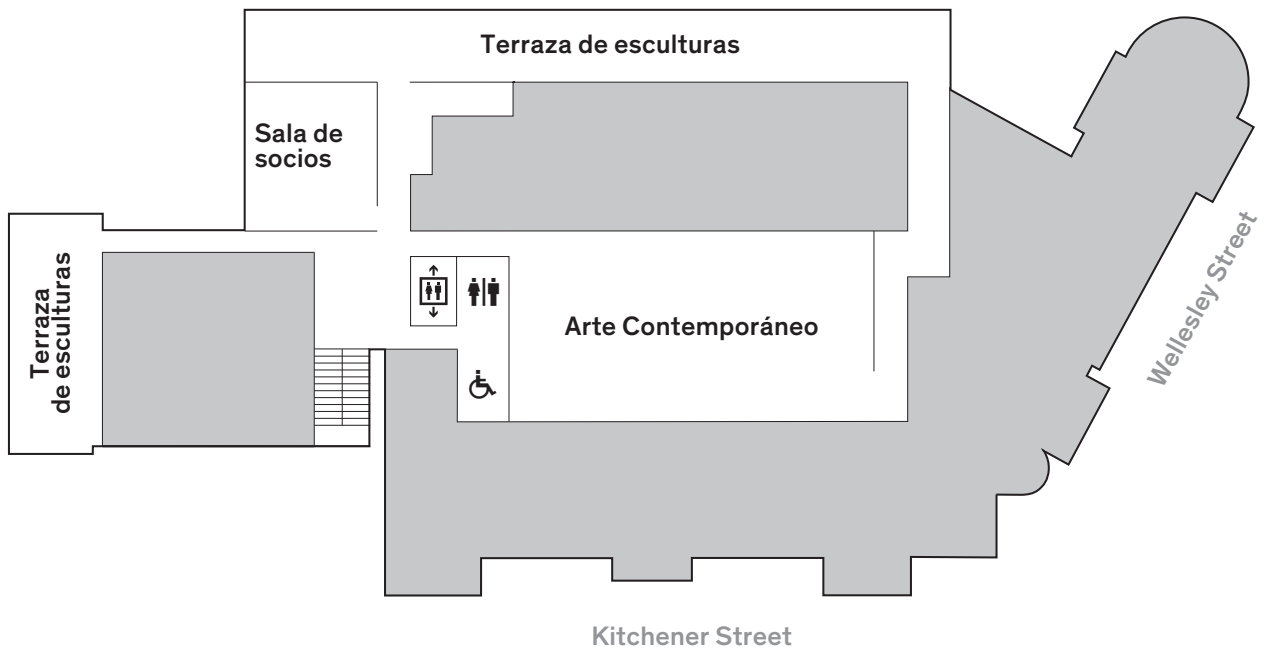 Terraza de esculturas
Sala de
socios
Terraza
de esculturas
Arte Contemporáneo
Wellesley Street
Kitchener Street